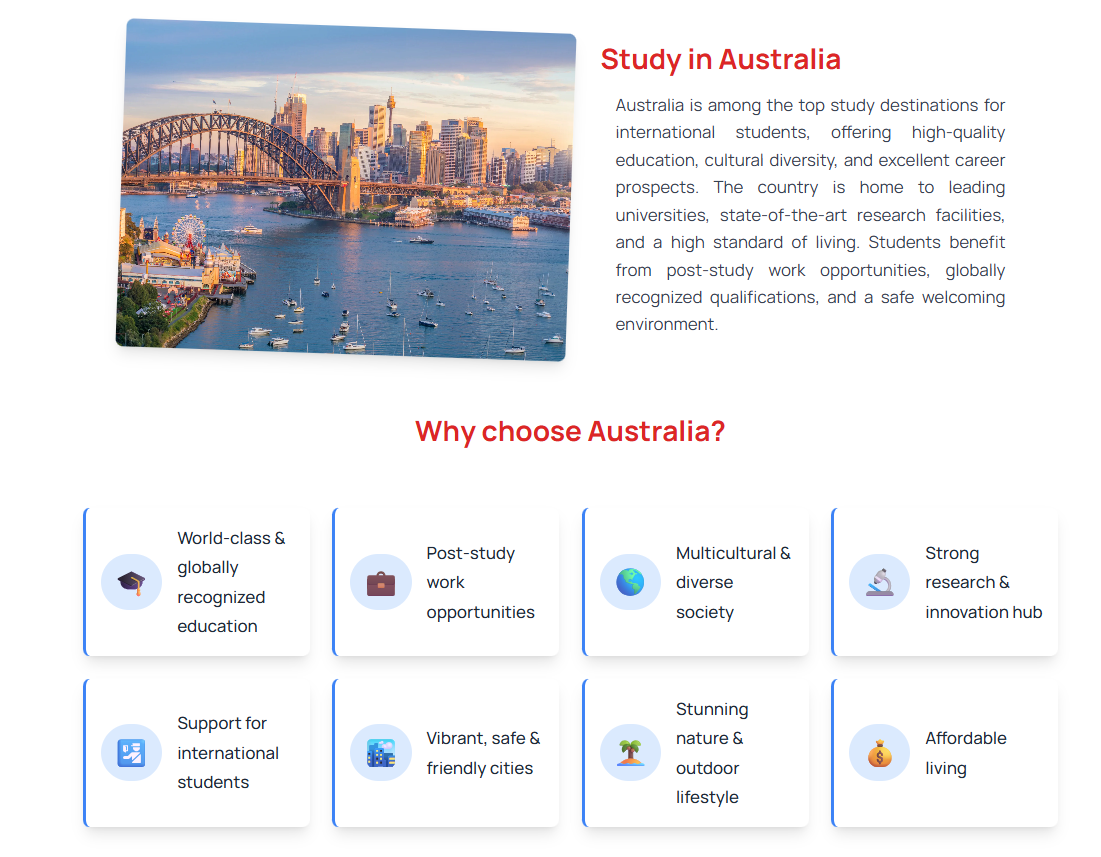 Study in Australia
Australia is among the top study destinations for
international students, offering high-quality
education, cultural diversity, and excellent career
prospects. The country is home to leading
universities, state-of-the-art research facilities,
and a high standard of living. Students benefit
from post-study work opportunities, globally
recognized qualifications, and a safe welcoming
environment.
Why choose Australia?
World-class &
globally
recognized
education
Post-study
work
opportunities
Multicultural &
diverse
society
Strong
research &
innovation hub
Support for
international
students
Vibrant, safe &
friendly cities
Stunning
nature &
outdoor
lifestyle
Affordable
living